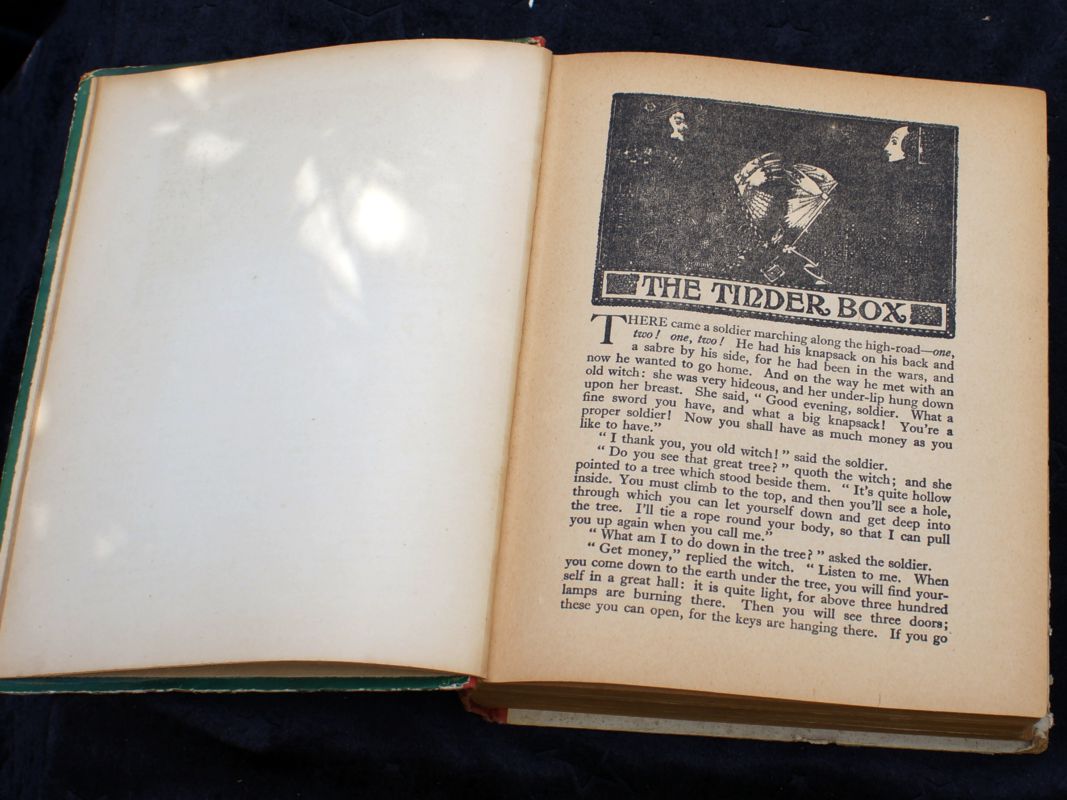 THE TINDER BOX
THERE came a soldier marching along the high-road—one,
two! one, two! He had his knapsack on his back and
a sabre by his side, for he had been in the wars, and
now he wanted to go home. And on the way he met with an
old witch: she was very hideous, and her under-lip hung down
upon her breast. She said, “ Good evening, soldier. What a
fine sword you have, and what a big knapsack! You're a
proper soldier! Now you shall have as much money as you
like to have.”
“ I thank you, you old witch! ” said the soldier.
“ Do you see that great tree? ” quoth the witch; and she
pointed to a tree which stood beside them. “ It's quite hollow
inside. You must climb to the top, and then you'll see a hole,
through which you can let yourself down and get deep into
the tree. I'll tie a rope round your body, so that I can pull
you up again when you call me.”
“ What am I to do down in the tree? ” asked the soldier.
“ Get money,” replied the witch. “ Listen to me. When
you come down to the earth under the tree, you will find your-
self in a great hall: it is quite light, for above three hundred
lamps are burning there. Then you will see three doors;
these you can open, for the keys are hanging there. If you go